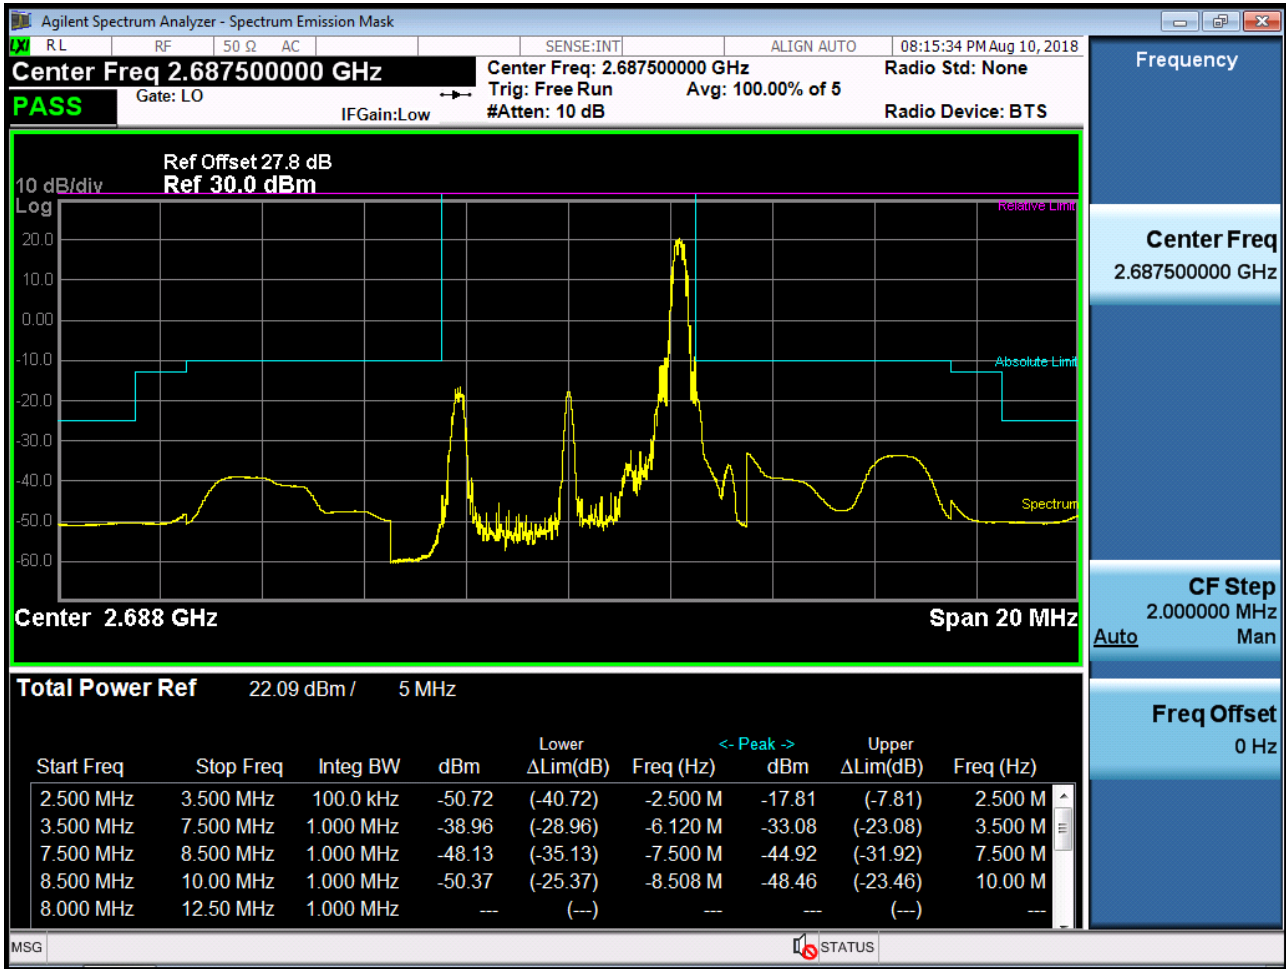 Agilent Spectrum Analyzer - Spectrum Emission Mask
LXI RL RF 50 Ω AC SENSE:INT ALIGN AUTO 08:15:34 PM Aug 10, 2018
Center Freq 2.687500000 GHz
Center Freq: 2.687500000 GHz
Radio Std: None
PASS
Gate: LO
IFGain:Low
Trig: Free Run
Avg: 100.00% of 5
#Atten: 10 dB
Radio Device: BTS
Ref Offset 27.8 dB
10 dB/div Ref 30.0 dBm
Log
Relative Limit
20.0
10.0
0.00
-10.0
Absolute Limit
-20.0
-30.0
-40.0
Spectrum
-50.0
-60.0
Center 2.688 GHz
Span 20 MHz
Total Power Ref 22.09 dBm / 5 MHz
Lower <- Peak -> Upper
Start Freq Stop Freq Integ BW dBm ΔLim(dB) Freq (Hz) dBm ΔLim(dB) Freq (Hz)
2.500 MHz 3.500 MHz 100.0 kHz -50.72 (-40.72) -2.500 M -17.81 (-7.81) 2.500 M
3.500 MHz 7.500 MHz 1.000 MHz -38.96 (-28.96) -6.120 M -33.08 (-23.08) 3.500 M
7.500 MHz 8.500 MHz 1.000 MHz -48.13 (-35.13) -7.500 M -44.92 (-31.92) 7.500 M
8.500 MHz 10.00 MHz 1.000 MHz -50.37 (-25.37) -8.508 M -48.46 (-23.46) 10.00 M
8.000 MHz 12.50 MHz 1.000 MHz --- (---) --- --- (---) ---
MSG
STATUS
Frequency
Center Freq
2.687500000 GHz
CF Step
2.000000 MHz
Auto Man
Freq Offset
0 Hz